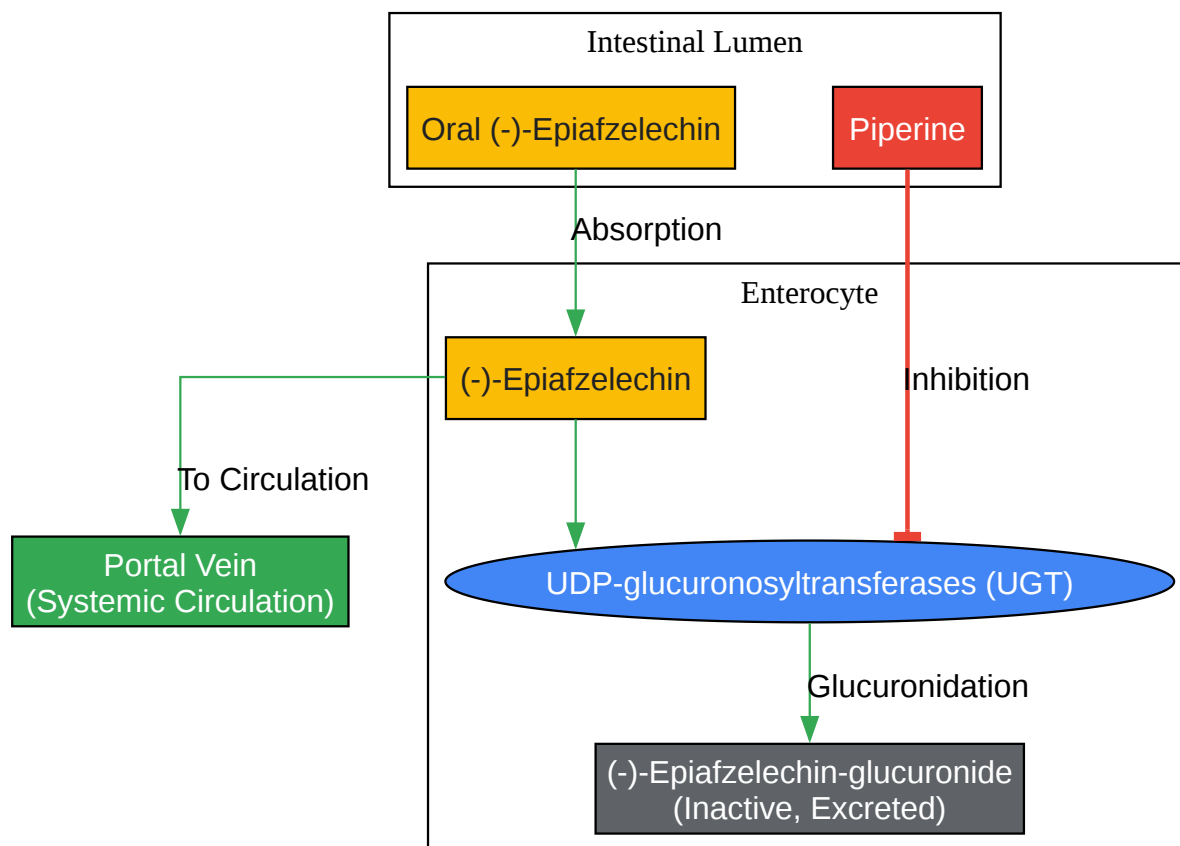 Intestinal Lumen
Oral (-)-Epiafzelechin
Piperine
Absorption
Enterocyte
(-)-Epiafzelechin
Inhibition
To Circulation
Portal Vein
(Systemic Circulation)
UDP-glucuronosyltransferases (UGT)
Glucuronidation
(-)-Epiafzelechin-glucuronide
(Inactive, Excreted)